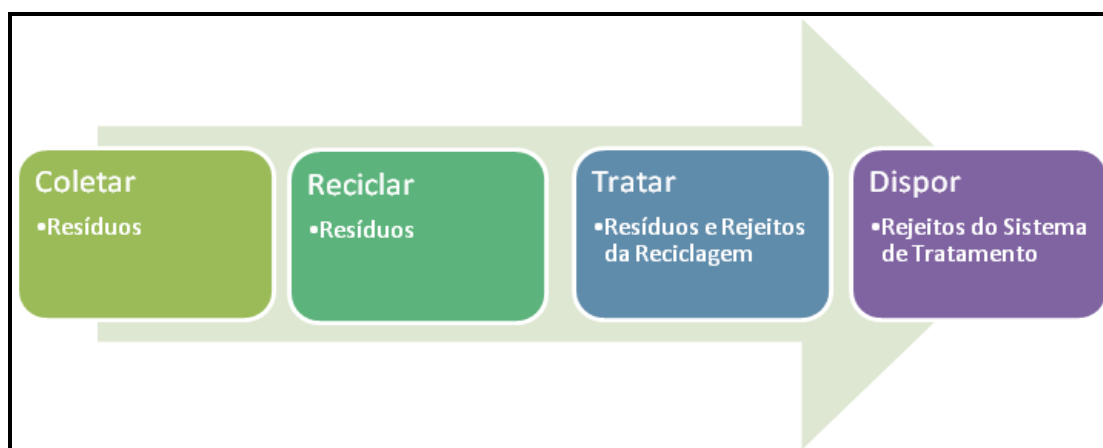 Coletar
•Resíduos
Reciclar
•Resíduos
Tratar
•Resíduos e Rejeitos
da Reciclagem
Dispor
•Rejeitos do Sistema
de Tratamento